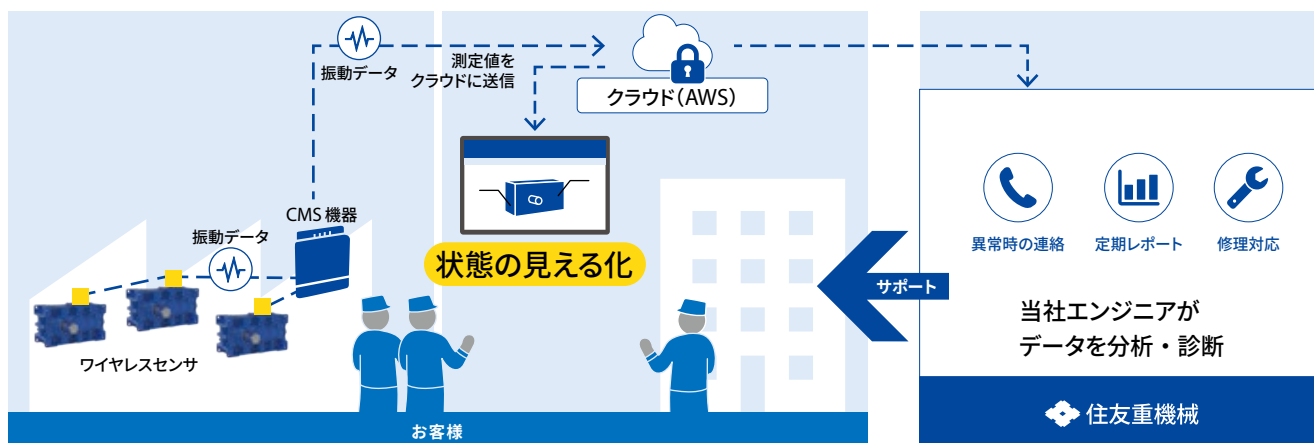 振動データ
測定値を
クラウドに送信
クラウド(AWS)
CMS 機器
振動データ
ワイヤレスセンサ
状態の見える化
お客様
サポート
異常時の連絡
定期レポート
修理対応
当社エンジニアが
データを分析・診断
住友重機械